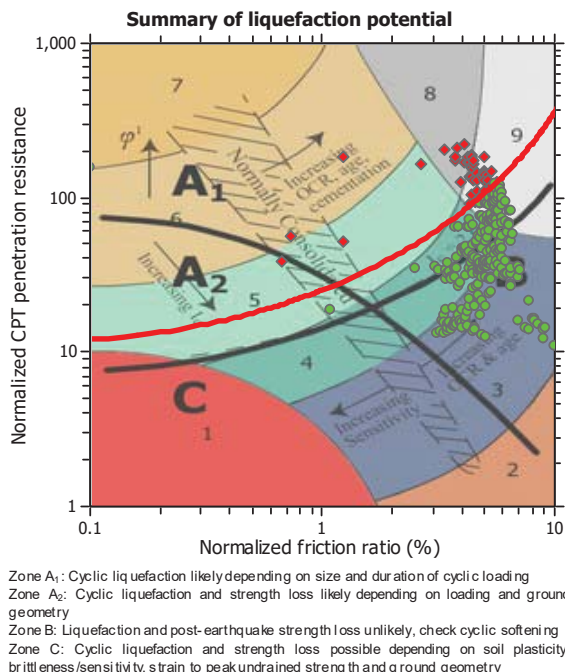 Summary of liquefaction potential
1,000
7
8
9
φ'
Normally Consolidated
Increasing
OCR, age,
cementation
A1
100
6
Increasing I
A2
B
5
10
4
Increasing
OCR & age
3
C
Increasing
Sensitivity
1
2
1
0.1
1
10
Normalized CPT penetration resistance
Normalized friction ratio (%)
Zone A1: Cyclic liquefaction likely depending on size and duration of cyclic loading
Zone A2: Cyclic liquefaction and strength loss likely depending on loading and ground
geometry
Zone B: Liquefaction and post-earthquake strength loss unlikely, check cyclic softening
Zone C: Cyclic liquefaction and strength loss possible depending on soil plasticity,
brittleness/sensitivity, strain to peak undrained strength and ground geometry